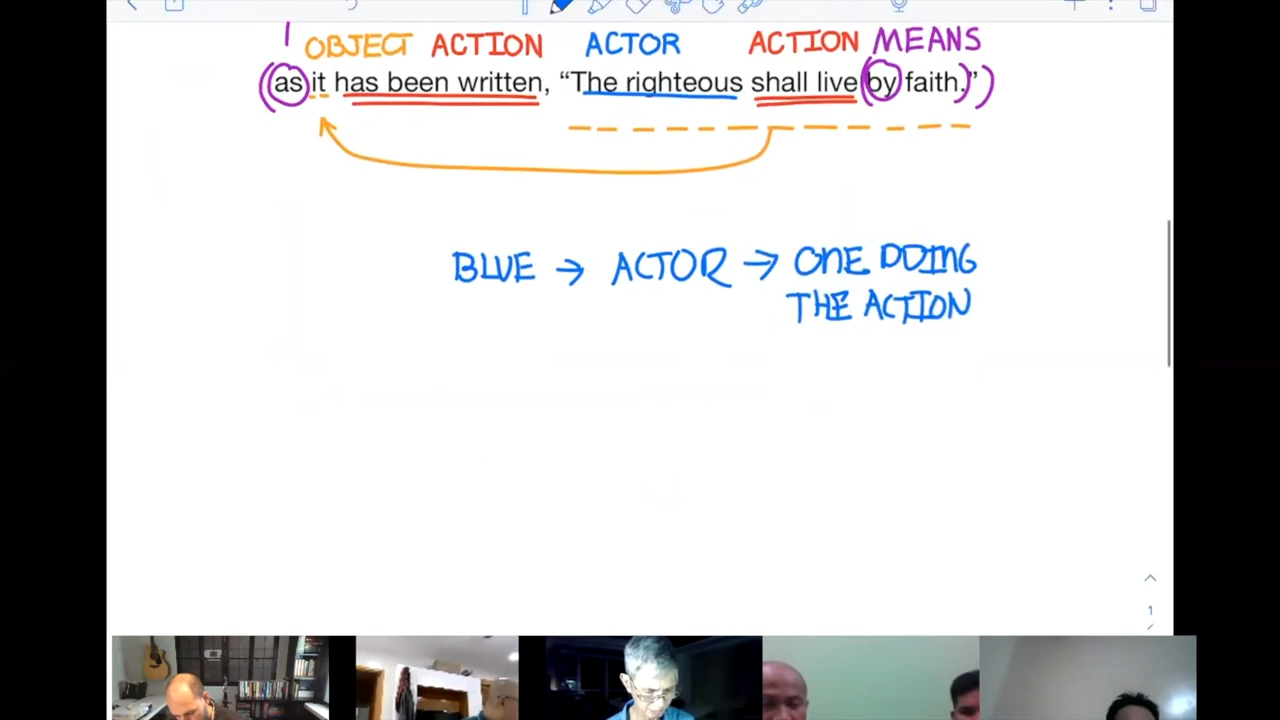 OBJECT ACTION ACTOR ACTION MEANS
(as it has been written, “The righteous shall live (by faith.)”)
BLUE → ACTOR → ONE DOING
THE ACTION
1